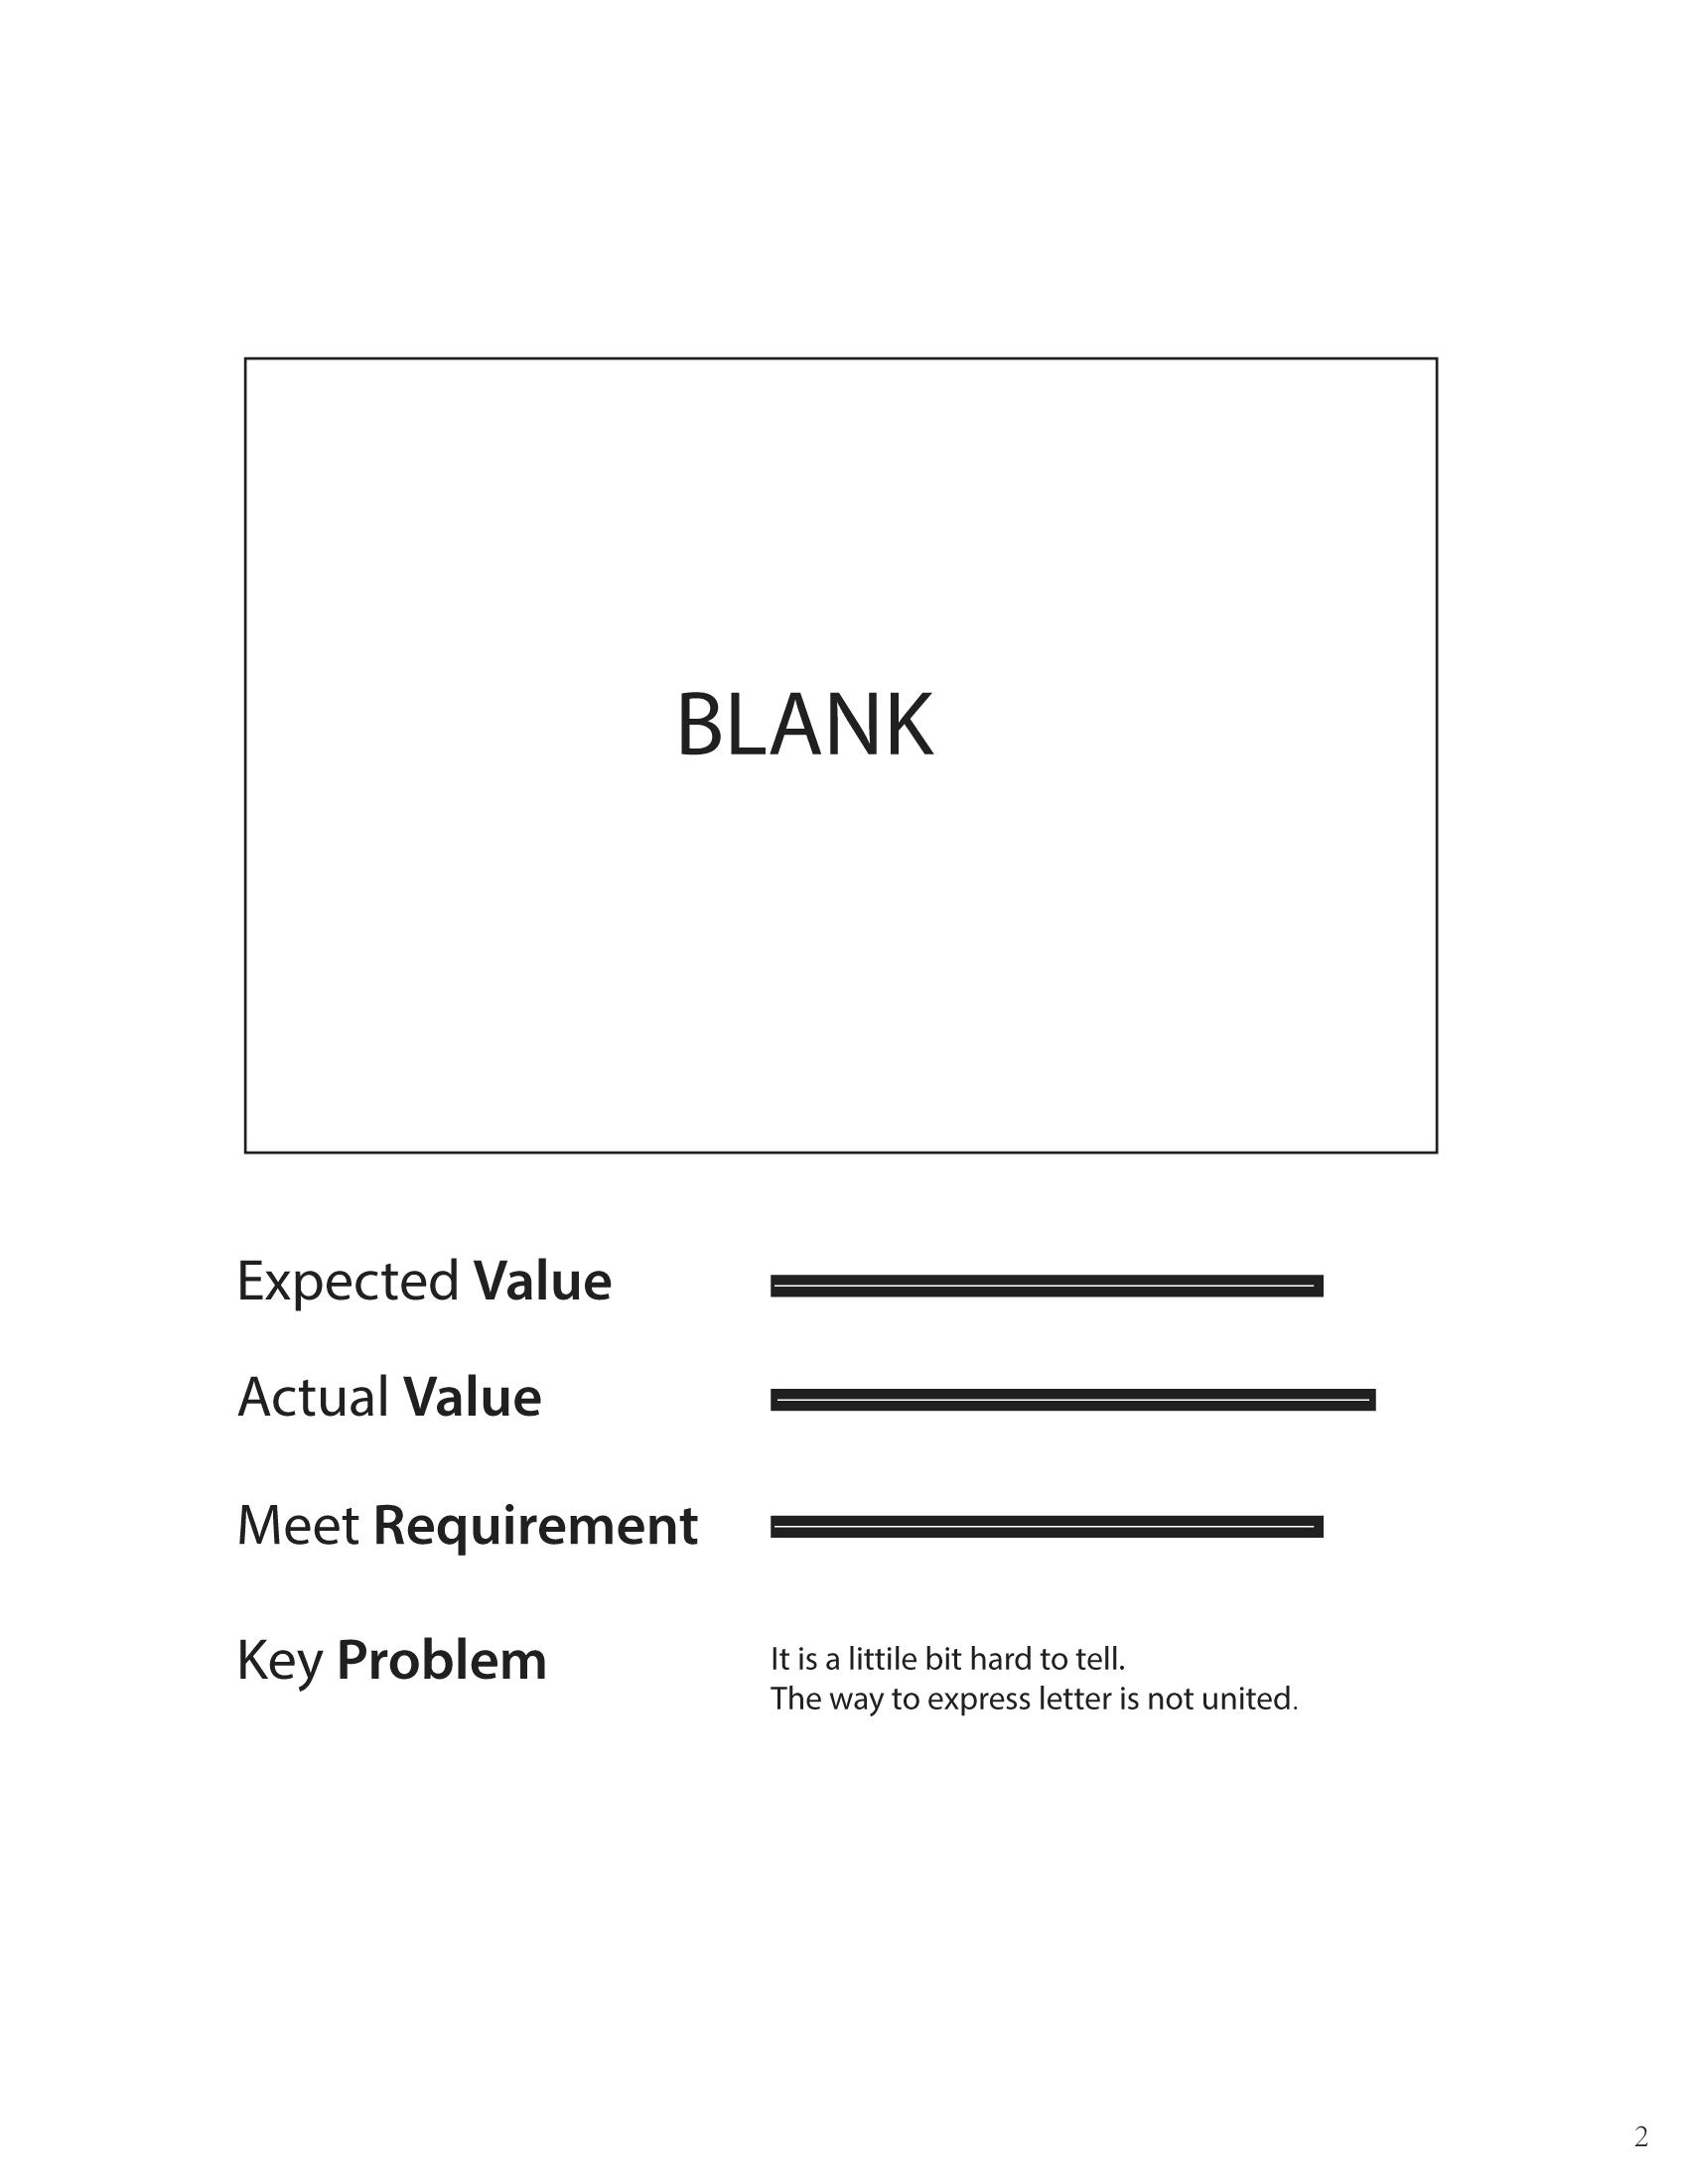 BLANK
Expected Value
Actual Value
Meet Requirement
Key Problem
It is a littile bit hard to tell.
The way to express letter is not united.
2